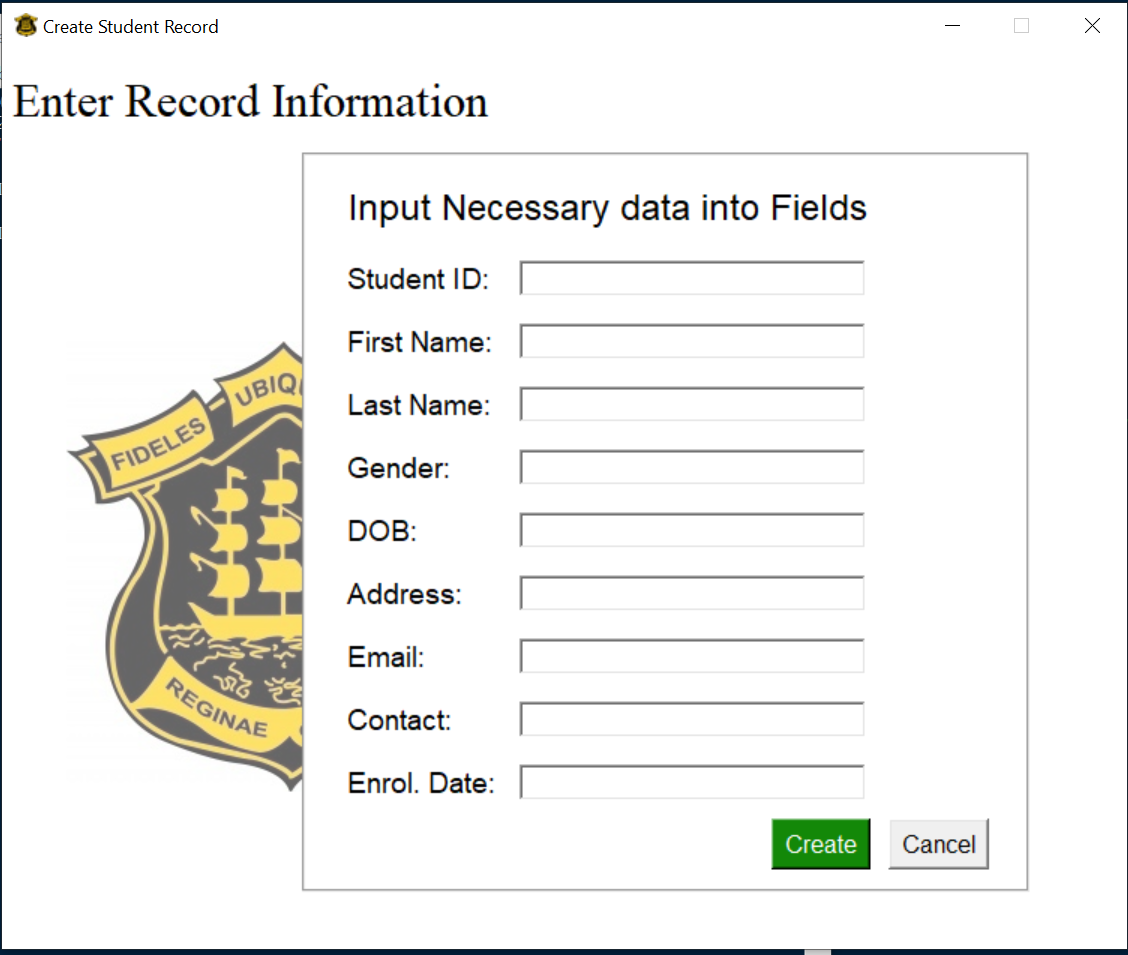 Create Student Record
Enter Record Information
Input Necessary data into Fields
Student ID:
First Name:
Last Name:
Gender:
DOB:
Address:
Email:
Contact:
Enrol. Date:
Create Cancel
FIDELES
UBIQ
REGINAE